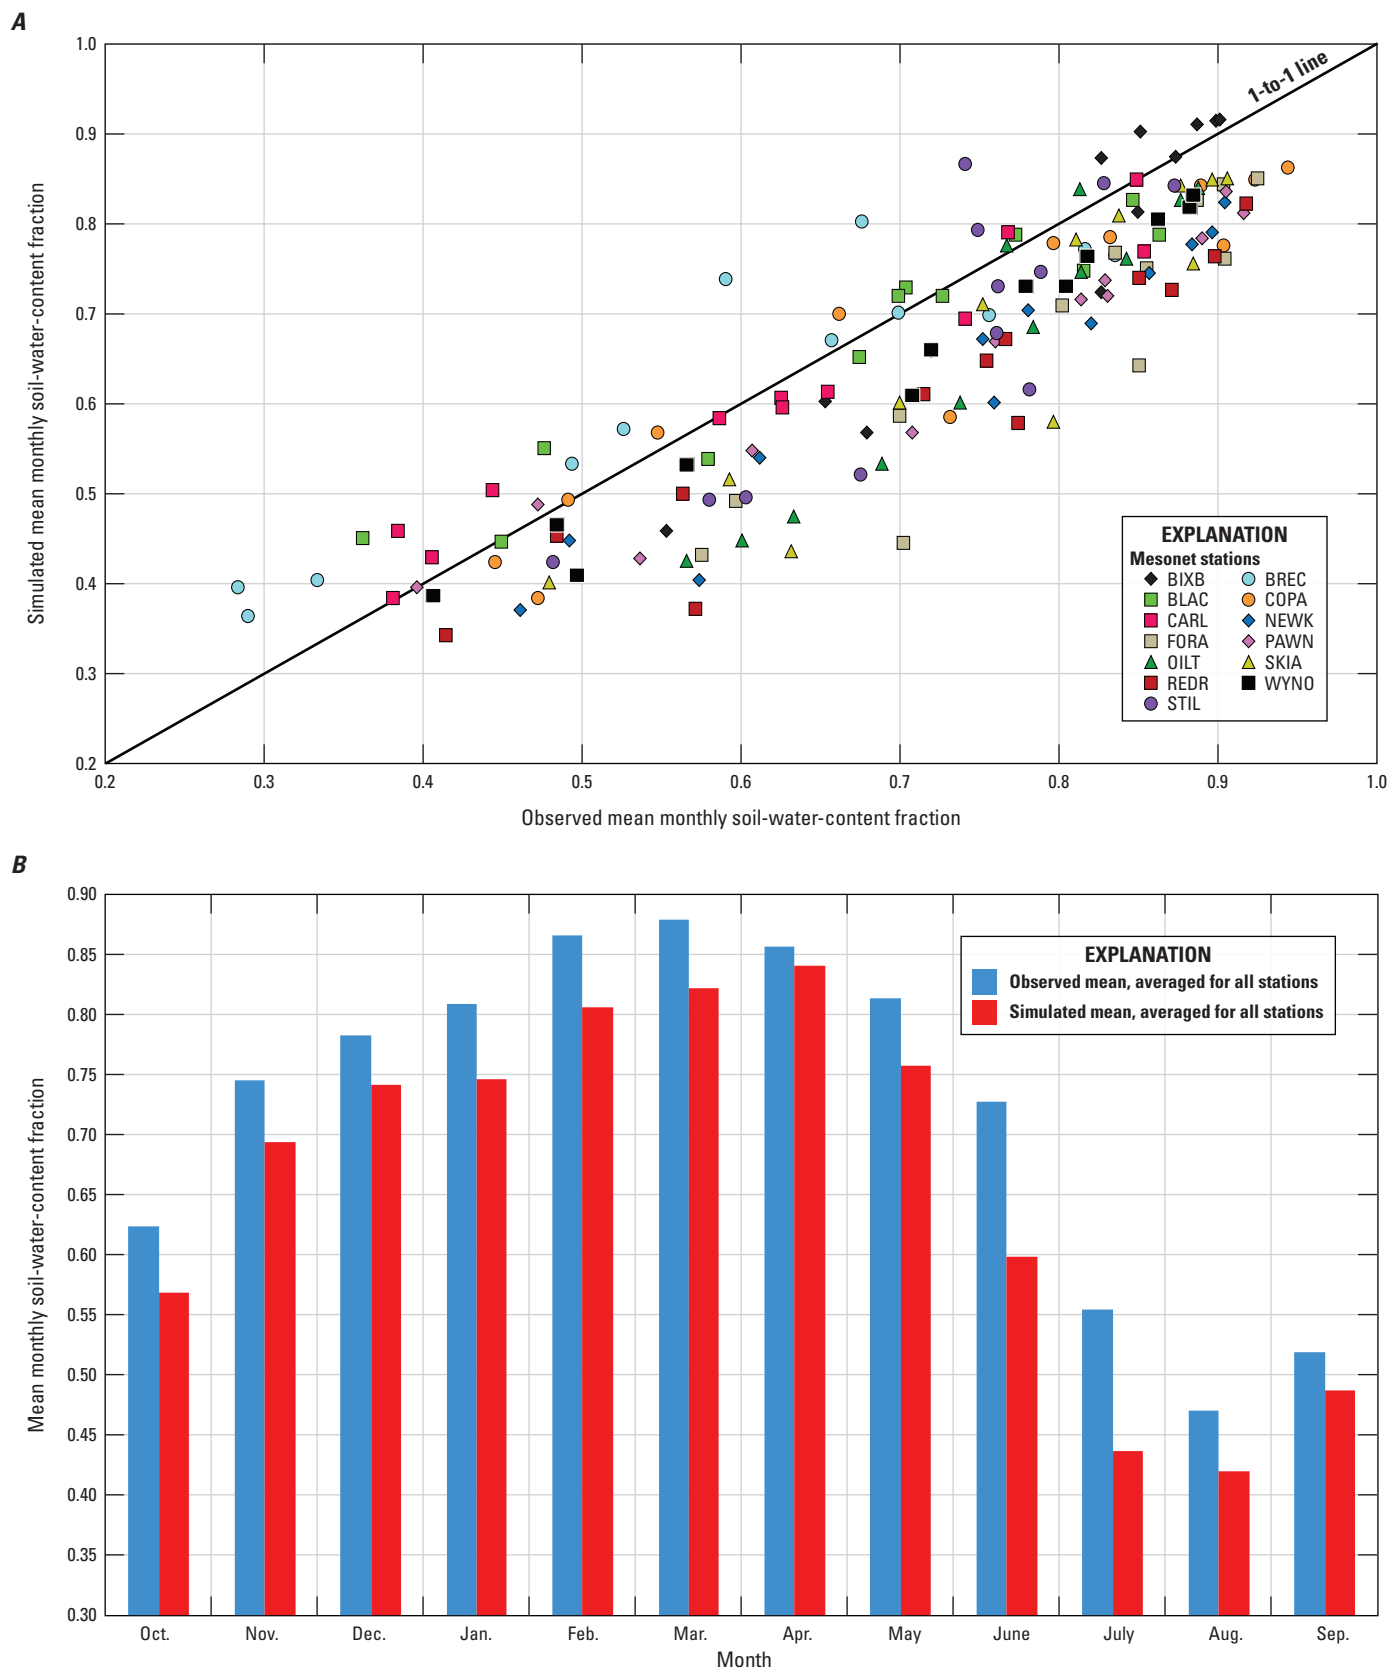 A
1.0
0.9
0.8
0.7
0.6
0.5
0.4
0.3
0.2
Simulated mean monthly soil-water-content fraction
1-to-1 line
EXPLANATION
Mesonet stations
BIXB BREC
BLAC COPA
CARL NEWK
FORA PAWN
OILT SKIA
REDR WYNO
STIL
0.2 0.3 0.4 0.5 0.6 0.7 0.8 0.9 1.0
Observed mean monthly soil-water-content fraction
B
0.90
0.85
0.80
0.75
0.70
0.65
0.60
0.55
0.50
0.45
0.40
0.35
0.30
Mean monthly soil-water-content fraction
EXPLANATION
Observed mean, averaged for all stations
Simulated mean, averaged for all stations
Oct. Nov. Dec. Jan. Feb. Mar. Apr. May June July Aug. Sep.
Month